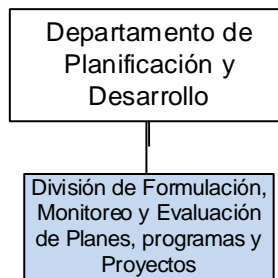 Departamento de
Planificación y
Desarrollo
División de Formulación,
Monitoreo y Evaluación
de Planes, programas y
Proyectos